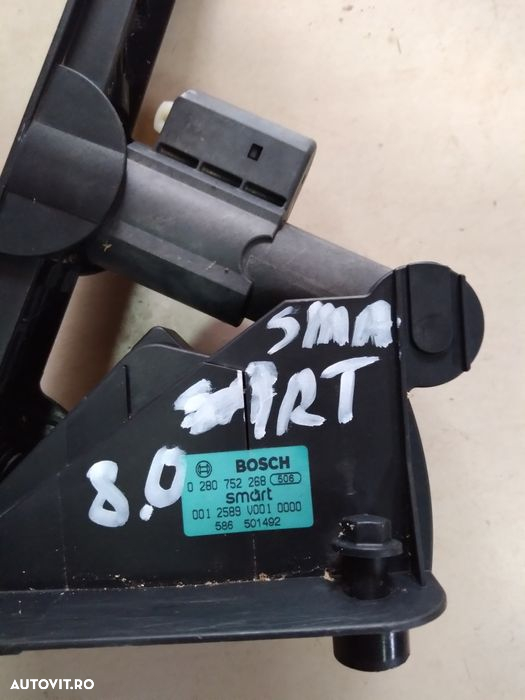 SMA
SMART
8.0
BOSCH
0 280 752 268 506
smart
001 2589 V001 0000
586 501492
AUTOVIT.RO